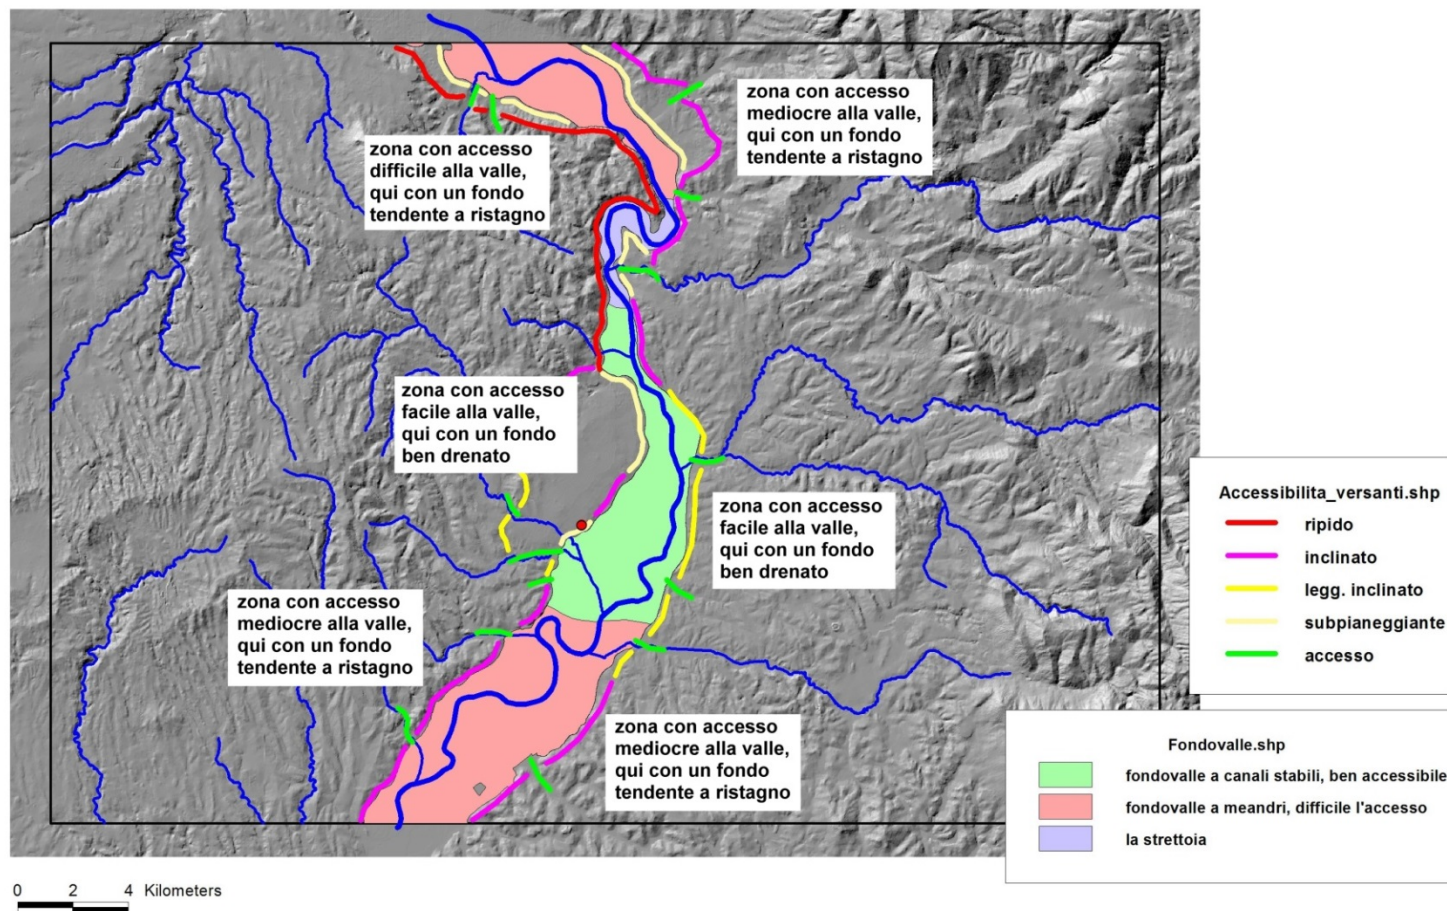 zona con accesso
mediocre alla valle,
qui con un fondo
tendente a ristagno
zona con accesso
difficile alla valle,
qui con un fondo
tendente a ristagno
zona con accesso
facile alla valle,
qui con un fondo
ben drenato
zona con accesso
facile alla valle,
qui con un fondo
ben drenato
zona con accesso
mediocre alla valle,
qui con un fondo
tendente a ristagno
zona con accesso
mediocre alla valle,
qui con un fondo
tendente a ristagno
Accessibilita_versanti.shp
ripido
inclinato
legg. inclinato
subpianeggiante
accesso
Fondovalle.shp
fondovalle a canali stabili, ben accessibile
fondovalle a meandri, difficile l'accesso
la strettoia
0 2 4 Kilometers